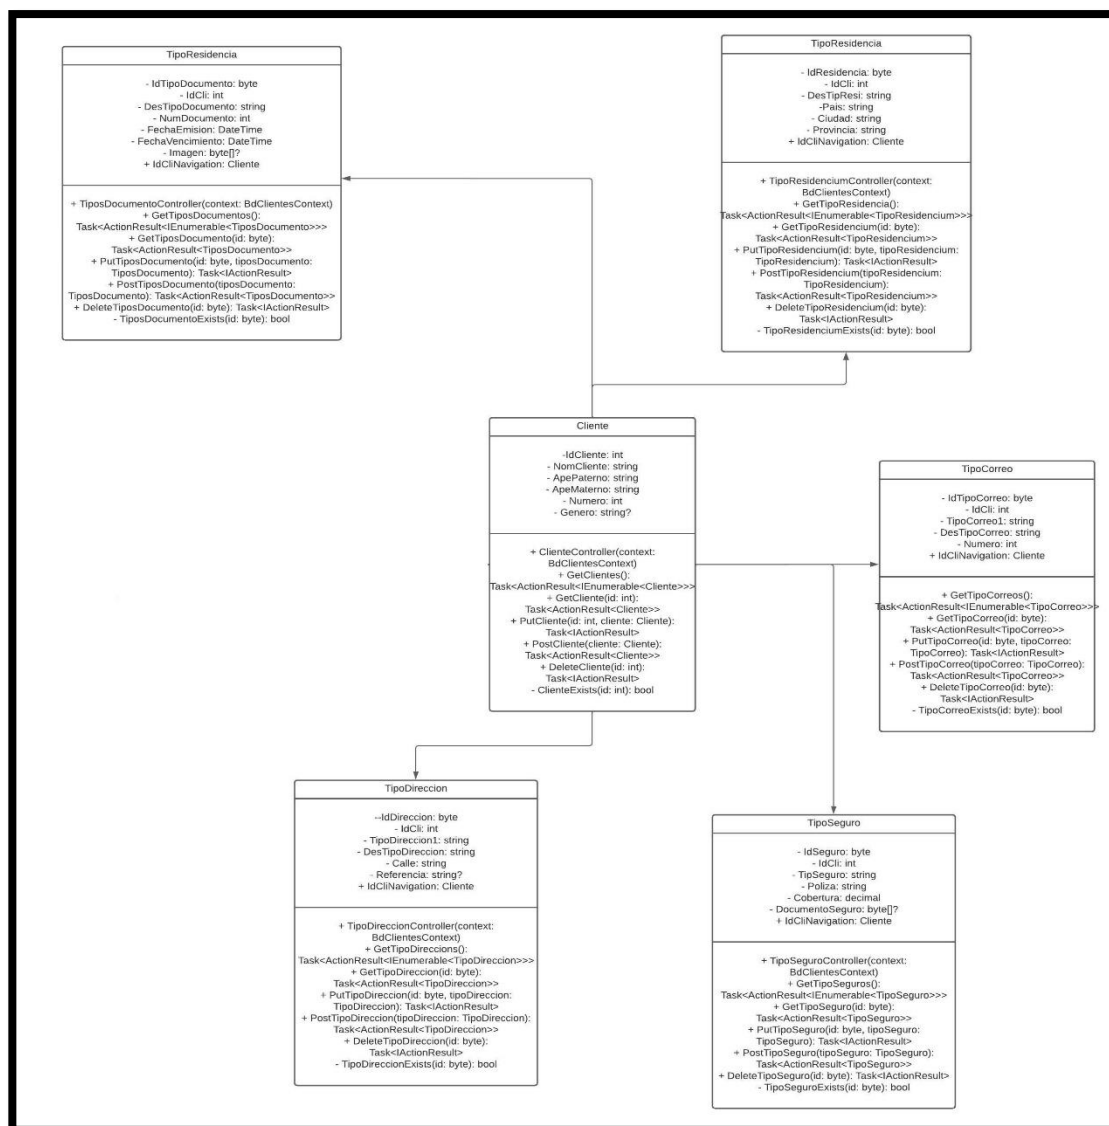 TipoResidencia
- IdTipoDocumento: byte
- IdCli: int
- DesTipoDocumento: string
- NumDocumento: int
- FechaEmision: DateTime
- FechaVencimiento: DateTime
- Imagen: byte[]?
+ IdCliNavigation: Cliente
+ TiposDocumentoController(context: BdClientesContext)
+ GetTiposDocumentos():
Task<ActionResult<IEnumerable<TiposDocumento>>>
+ GetTiposDocumento(id: byte):
Task<ActionResult<TiposDocumento>>
+ PutTiposDocumento(id: byte, tiposDocumento:
TiposDocumento): Task<IActionResult>
+ PostTiposDocumento(tiposDocumento:
TiposDocumento): Task<ActionResult<TiposDocumento>>
+ DeleteTiposDocumento(id: byte): Task<IActionResult>
- TiposDocumentoExists(id: byte): bool
TipoResidencia
- IdResidencia: byte
- IdCli: int
- DesTipResi: string
-Pais: string
- Ciudad: string
- Provincia: string
+ IdCliNavigation: Cliente
+ TipoResidenciumController(context:
BdClientesContext)
+ GetTipoResidencia():
Task<ActionResult<IEnumerable<TipoResidencium>>>
+ GetTipoResidencium(id: byte):
Task<ActionResult<TipoResidencium>>
+ PutTipoResidencium(id: byte, tipoResidencium:
TipoResidencium): Task<IActionResult>
+ PostTipoResidencium(tipoResidencium:
TipoResidencium):
Task<ActionResult<TipoResidencium>>
+ DeleteTipoResidencium(id: byte):
Task<IActionResult>
- TipoResidenciumExists(id: byte): bool
Cliente
-IdCliente: int
- NomCliente: string
- ApePaterno: string
- ApeMaterno: string
- Numero: int
- Genero: string?
+ ClienteController(context:
BdClientesContext)
+ GetClientes():
Task<ActionResult<IEnumerable<Cliente>>>
+ GetCliente(id: int):
Task<ActionResult<Cliente>>
+ PutCliente(id: int, cliente: Cliente):
Task<IActionResult>
+ PostCliente(cliente: Cliente):
Task<ActionResult<Cliente>>
+ DeleteCliente(id: int):
Task<IActionResult>
- ClienteExists(id: int): bool
TipoCorreo
- IdTipoCorreo: byte
- IdCli: int
- TipoCorreo1: string
- DesTipoCorreo: string
- Numero: int
+ IdCliNavigation: Cliente
+ GetTipoCorreos():
Task<ActionResult<IEnumerable<TipoCorreo>>>
+ GetTipoCorreo(id: byte):
Task<ActionResult<TipoCorreo>>
+ PutTipoCorreo(id: byte, tipoCorreo:
TipoCorreo): Task<IActionResult>
+ PostTipoCorreo(tipoCorreo: TipoCorreo):
Task<ActionResult<TipoCorreo>>
+ DeleteTipoCorreo(id: byte):
Task<IActionResult>
- TipoCorreoExists(id: byte): bool
TipoDireccion
--IdDireccion: byte
- IdCli: int
- TipoDireccion1: string
- DesTipoDireccion: string
- Calle: string
- Referencia: string?
+ IdCliNavigation: Cliente
+ TipoDireccionController(context:
BdClientesContext)
+ GetTipoDireccions():
Task<ActionResult<IEnumerable<TipoDireccion>>>
+ GetTipoDireccion(id: byte):
Task<ActionResult<TipoDireccion>>
+ PutTipoDireccion(id: byte, tipoDireccion:
TipoDireccion): Task<IActionResult>
+ PostTipoDireccion(tipoDireccion: TipoDireccion):
Task<ActionResult<TipoDireccion>>
+ DeleteTipoDireccion(id: byte):
Task<IActionResult>
- TipoDireccionExists(id: byte): bool
TipoSeguro
- IdSeguro: byte
- IdCli: int
- TipSeguro: string
- Poliza: string
- Cobertura: decimal
- DocumentoSeguro: byte[]?
+ IdCliNavigation: Cliente
+ TipoSeguroController(context:
BdClientesContext)
+ GetTipoSeguros():
Task<ActionResult<IEnumerable<TipoSeguro>>>
+ GetTipoSeguro(id: byte):
Task<ActionResult<TipoSeguro>>
+ PutTipoSeguro(id: byte, tipoSeguro:
TipoSeguro): Task<IActionResult>
+ PostTipoSeguro(tipoSeguro: TipoSeguro):
Task<ActionResult<TipoSeguro>>
+ DeleteTipoSeguro(id: byte): Task<IActionResult>
- TipoSeguroExists(id: byte): bool